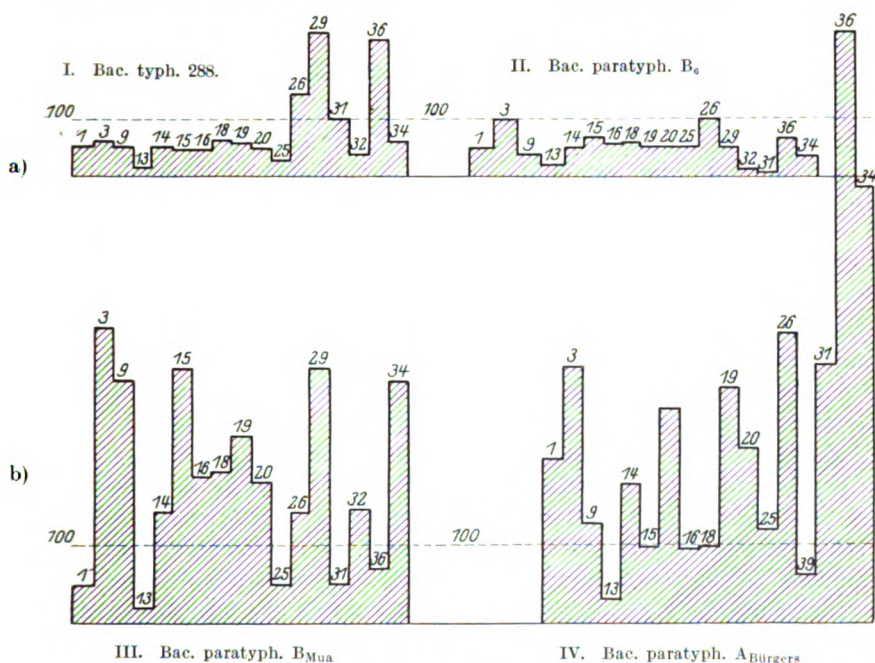 I. Bac. typh. 288.
II. Bac. paratyph. B₆
a)
100
1 3 9 13 14 15 16 18 19 20 25 26 29 31 32 36 34
100
1 3 9 13 14 15 16 18 19 20 25 26 29 32 31 36 34
b)
100
1 3 9 13 14 15 16 18 19 20 25 26 29 31 32 36 34
100
1 3 9 13 14 15 16 18 19 20 25 26 39 31 36 34
III. Bac. paratyph. B_Mua
IV. Bac. paratyph. A_Bürgers